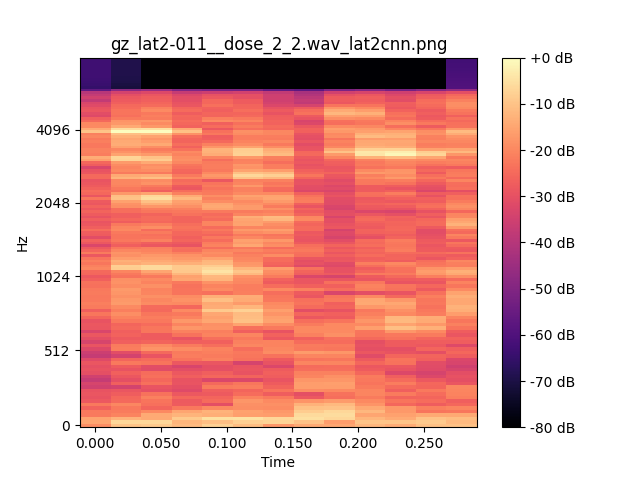 gz_lat2-011__dose_2_2.wav_lat2cnn.png
Hz
4096
2048
1024
512
0
0.000 0.050 0.100 0.150 0.200 0.250
Time
+0 dB
-10 dB
-20 dB
-30 dB
-40 dB
-50 dB
-60 dB
-70 dB
-80 dB